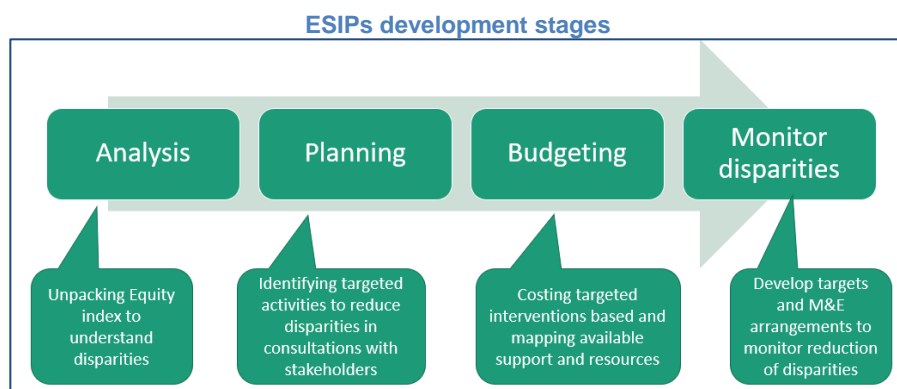 ESIPs development stages
Analysis
Planning
Budgeting
Monitor
disparities
Unpacking Equity
index to
understand
disparities
Identifying targeted
activities to reduce
disparities in
consultations with
stakeholders
Costing targeted
interventions based and
mapping available
support and resources
Develop targets
and M&E
arrangements to
monitor reduction
of disparities